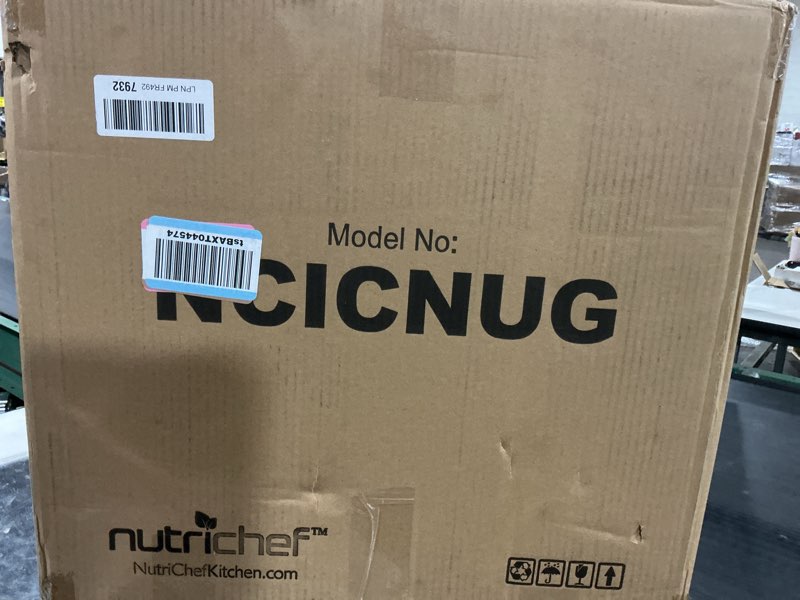 LPN PM FR492 7932
tsBAXT044574
Model No:
NCICNUG
nutrichef™
NutriChefKitchen.com